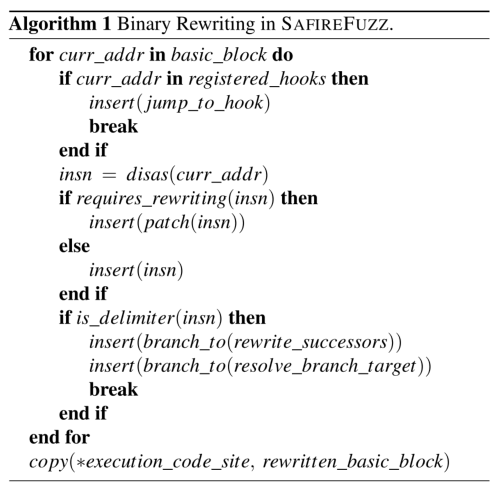 Algorithm 1 Binary Rewriting in SAFIREFUZZ.
for curr_addr in basic_block do
if curr_addr in registered_hooks then
insert(jump_to_hook)
break
end if
insn = disas(curr_addr)
if requires_rewriting(insn) then
insert(patch(insn))
else
insert(insn)
end if
if is_delimiter(insn) then
insert(branch_to(rewrite_successors))
insert(branch_to(resolve_branch_target))
break
end if
end for
copy(*execution_code_site, rewritten_basic_block)